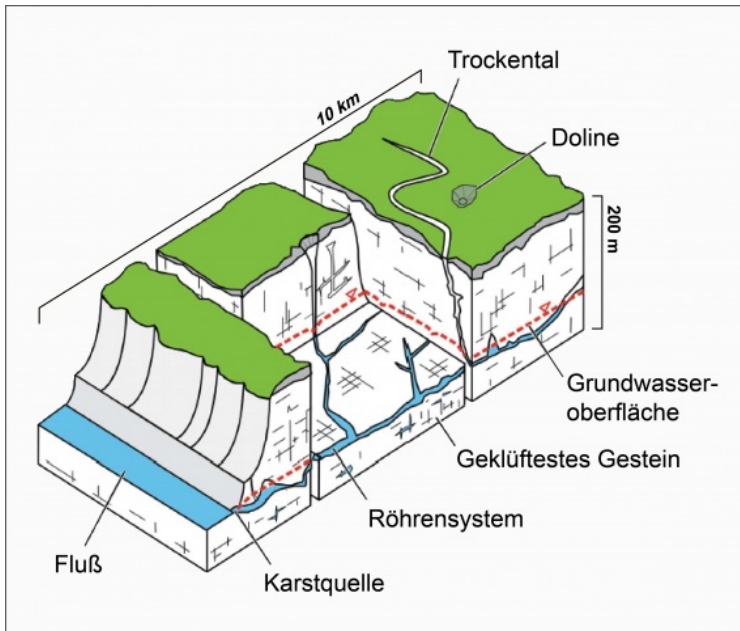 Trockental
10 km
Doline
200 m
Grundwasser-
oberfläche
Geklüftestes Gestein
Röhrensystem
Fluß
Karstquelle